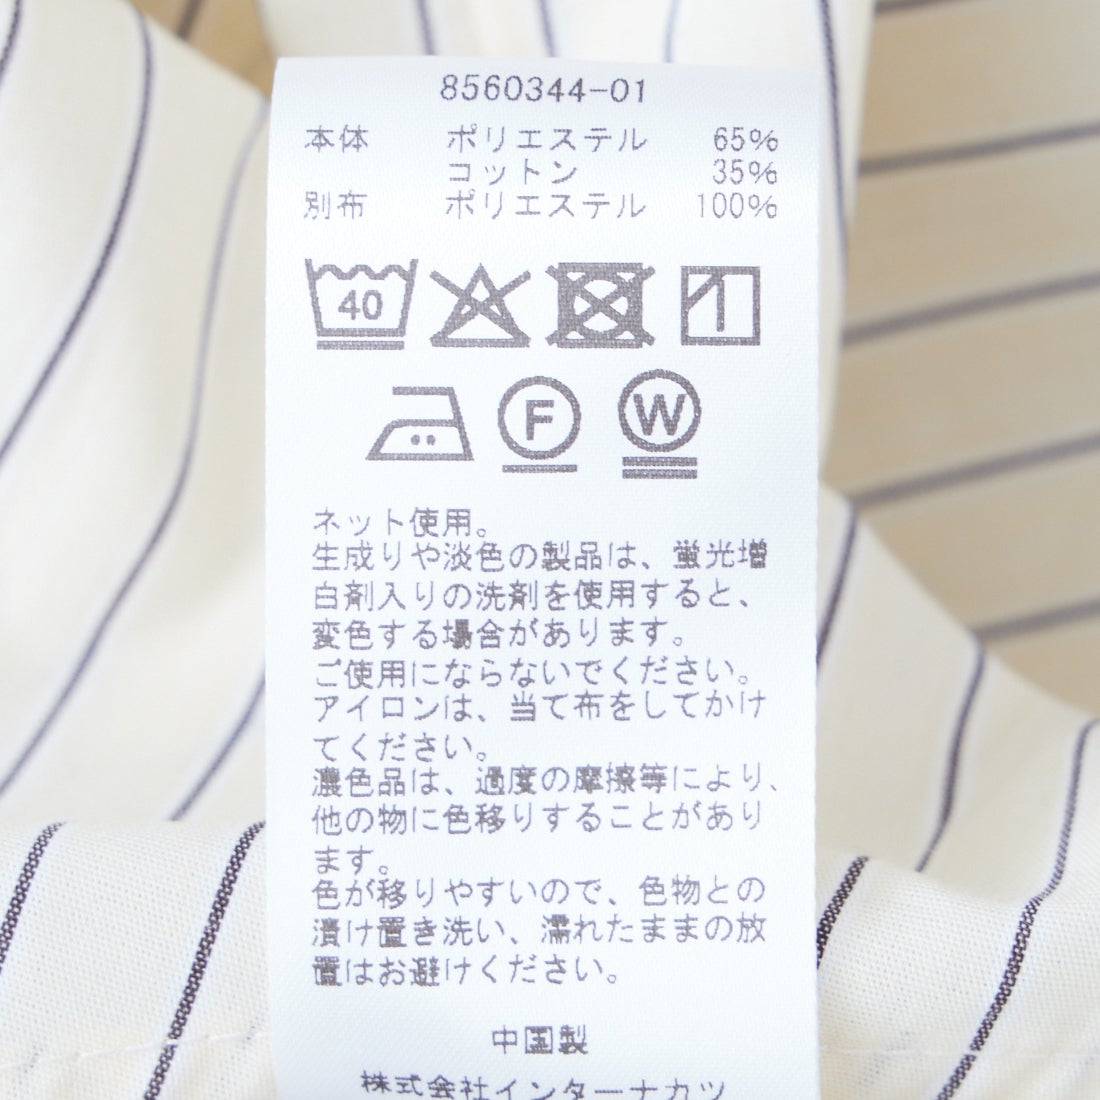 8560344-01
本体 ポリエステル 65%
コットン 35%
別布 ポリエステル 100%
40
F W
ネット使用。
生成りや淡色の製品は、蛍光増
白剤入りの洗剤を使用すると、
変色する場合があります。
ご使用にならないでください。
アイロンは、当て布をしてかけ
てください。
濃色品は、過度の摩擦等により、
他の物に色移りすることがあり
ます。
色が移りやすいので、色物との
漬け置き洗い、濡れたままの放
置はお避けください。
中国製
株式会社インターナカツ